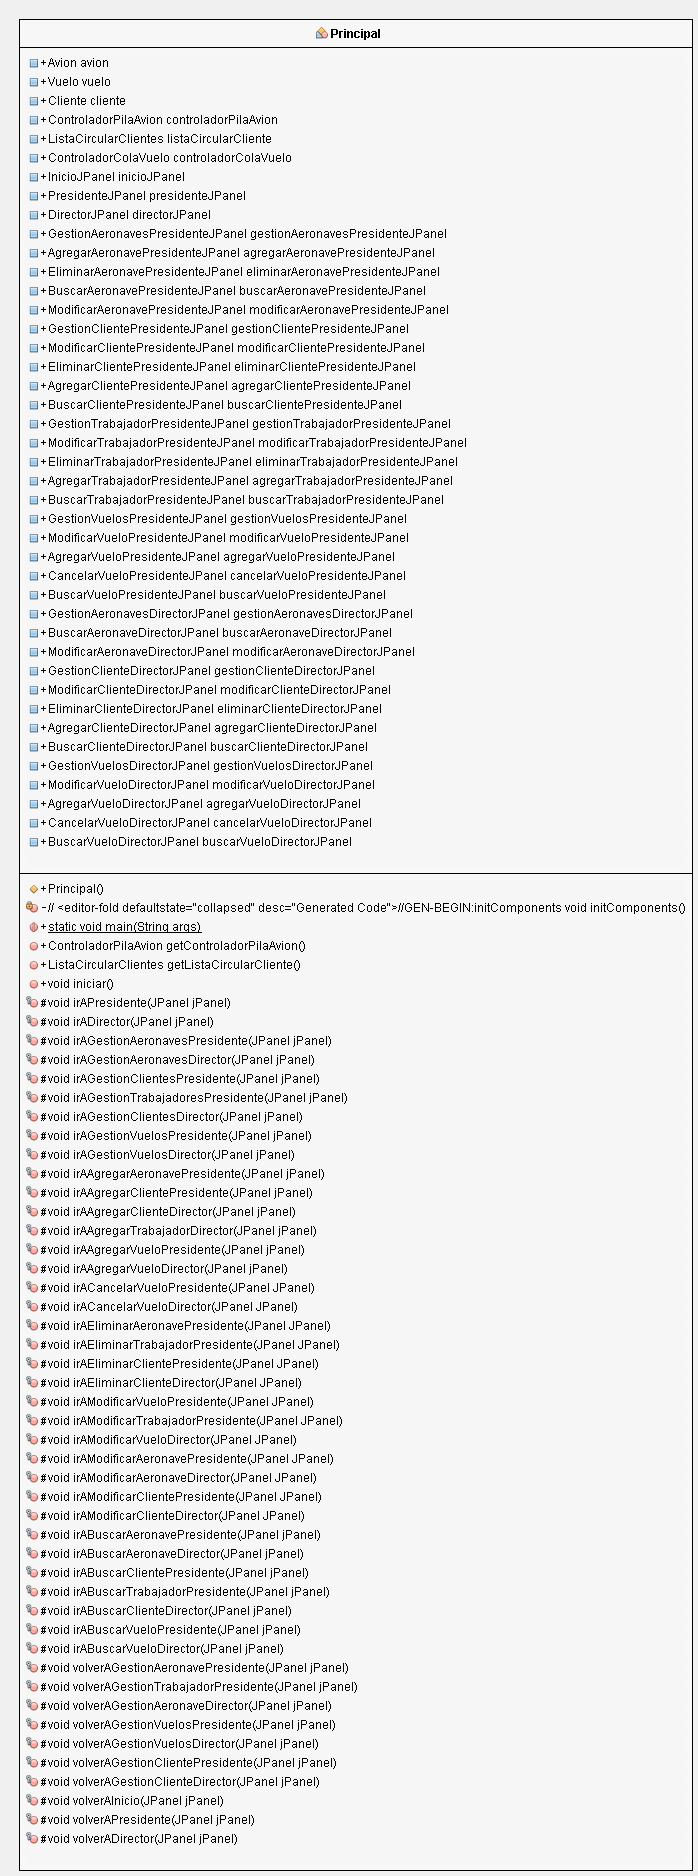 Principal
+Avion avion
+Vuelo vuelo
+Cliente cliente
+ControladorPilaAvion controladorPilaAvion
+ListaCircularClientes listaCircularCliente
+ControladorColaVuelo controladorColaVuelo
+InicioJPanel inicioJPanel
+PresidenteJPanel presidenteJPanel
+DirectorJPanel directorJPanel
+GestionAeronavesPresidenteJPanel gestionAeronavesPresidenteJPanel
+AgregarAeronavePresidenteJPanel agregarAeronavePresidenteJPanel
+EliminarAeronavePresidenteJPanel eliminarAeronavePresidenteJPanel
+BuscarAeronavePresidenteJPanel buscarAeronavePresidenteJPanel
+ModificarAeronavePresidenteJPanel modificarAeronavePresidenteJPanel
+GestionClientePresidenteJPanel gestionClientePresidenteJPanel
+ModificarClientePresidenteJPanel modificarClientePresidenteJPanel
+EliminarClientePresidenteJPanel eliminarClientePresidenteJPanel
+AgregarClientePresidenteJPanel agregarClientePresidenteJPanel
+BuscarClientePresidenteJPanel buscarClientePresidenteJPanel
+GestionTrabajadorPresidenteJPanel gestionTrabajadorPresidenteJPanel
+ModificarTrabajadorPresidenteJPanel modificarTrabajadorPresidenteJPanel
+EliminarTrabajadorPresidenteJPanel eliminarTrabajadorPresidenteJPanel
+AgregarTrabajadorPresidenteJPanel agregarTrabajadorPresidenteJPanel
+BuscarTrabajadorPresidenteJPanel buscarTrabajadorPresidenteJPanel
+GestionVuelosPresidenteJPanel gestionVuelosPresidenteJPanel
+ModificarVueloPresidenteJPanel modificarVueloPresidenteJPanel
+AgregarVueloPresidenteJPanel agregarVueloPresidenteJPanel
+CancelarVueloPresidenteJPanel cancelarVueloPresidenteJPanel
+BuscarVueloPresidenteJPanel buscarVueloPresidenteJPanel
+GestionAeronavesDirectorJPanel gestionAeronavesDirectorJPanel
+BuscarAeronaveDirectorJPanel buscarAeronaveDirectorJPanel
+ModificarAeronaveDirectorJPanel modificarAeronaveDirectorJPanel
+GestionClienteDirectorJPanel gestionClienteDirectorJPanel
+ModificarClienteDirectorJPanel modificarClienteDirectorJPanel
+EliminarClienteDirectorJPanel eliminarClienteDirectorJPanel
+AgregarClienteDirectorJPanel agregarClienteDirectorJPanel
+BuscarClienteDirectorJPanel buscarClienteDirectorJPanel
+GestionVuelosDirectorJPanel gestionVuelosDirectorJPanel
+ModificarVueloDirectorJPanel modificarVueloDirectorJPanel
+AgregarVueloDirectorJPanel agregarVueloDirectorJPanel
+CancelarVueloDirectorJPanel cancelarVueloDirectorJPanel
+BuscarVueloDirectorJPanel buscarVueloDirectorJPanel
+Principal()
-// <editor-fold defaultstate="collapsed" desc="Generated Code">//GEN-BEGIN:initComponents void initComponents()
+static void main(String args)
+ControladorPilaAvion getControladorPilaAvion()
+ListaCircularClientes getListaCircularCliente()
+void iniciar()
#void irAPresidente(JPanel jPanel)
#void irADirector(JPanel jPanel)
#void irAGestionAeronavesPresidente(JPanel jPanel)
#void irAGestionAeronavesDirector(JPanel jPanel)
#void irAGestionClientesPresidente(JPanel jPanel)
#void irAGestionTrabajadoresPresidente(JPanel jPanel)
#void irAGestionClientesDirector(JPanel jPanel)
#void irAGestionVuelosPresidente(JPanel jPanel)
#void irAGestionVuelosDirector(JPanel jPanel)
#void irAAgregarAeronavePresidente(JPanel jPanel)
#void irAAgregarClientePresidente(JPanel jPanel)
#void irAAgregarClienteDirector(JPanel jPanel)
#void irAAgregarTrabajadorDirector(JPanel jPanel)
#void irAAgregarVueloPresidente(JPanel jPanel)
#void irAAgregarVueloDirector(JPanel jPanel)
#void irACancelarVueloPresidente(JPanel JPanel)
#void irACancelarVueloDirector(JPanel JPanel)
#void irAEliminarAeronavePresidente(JPanel JPanel)
#void irAEliminarTrabajadorPresidente(JPanel JPanel)
#void irAEliminarClientePresidente(JPanel JPanel)
#void irAEliminarClienteDirector(JPanel JPanel)
#void irAModificarVueloPresidente(JPanel JPanel)
#void irAModificarTrabajadorPresidente(JPanel JPanel)
#void irAModificarVueloDirector(JPanel JPanel)
#void irAModificarAeronavePresidente(JPanel JPanel)
#void irAModificarAeronaveDirector(JPanel JPanel)
#void irAModificarClientePresidente(JPanel JPanel)
#void irAModificarClienteDirector(JPanel JPanel)
#void irABuscarAeronavePresidente(JPanel jPanel)
#void irABuscarAeronaveDirector(JPanel jPanel)
#void irABuscarClientePresidente(JPanel jPanel)
#void irABuscarTrabajadorPresidente(JPanel jPanel)
#void irABuscarClienteDirector(JPanel jPanel)
#void irABuscarVueloPresidente(JPanel jPanel)
#void irABuscarVueloDirector(JPanel jPanel)
#void volverAGestionAeronavePresidente(JPanel jPanel)
#void volverAGestionTrabajadorPresidente(JPanel jPanel)
#void volverAGestionAeronaveDirector(JPanel jPanel)
#void volverAGestionVuelosPresidente(JPanel jPanel)
#void volverAGestionVuelosDirector(JPanel jPanel)
#void volverAGestionClientePresidente(JPanel jPanel)
#void volverAGestionClienteDirector(JPanel jPanel)
#void volverAInicio(JPanel jPanel)
#void volverAPresidente(JPanel jPanel)
#void volverADirector(JPanel jPanel)